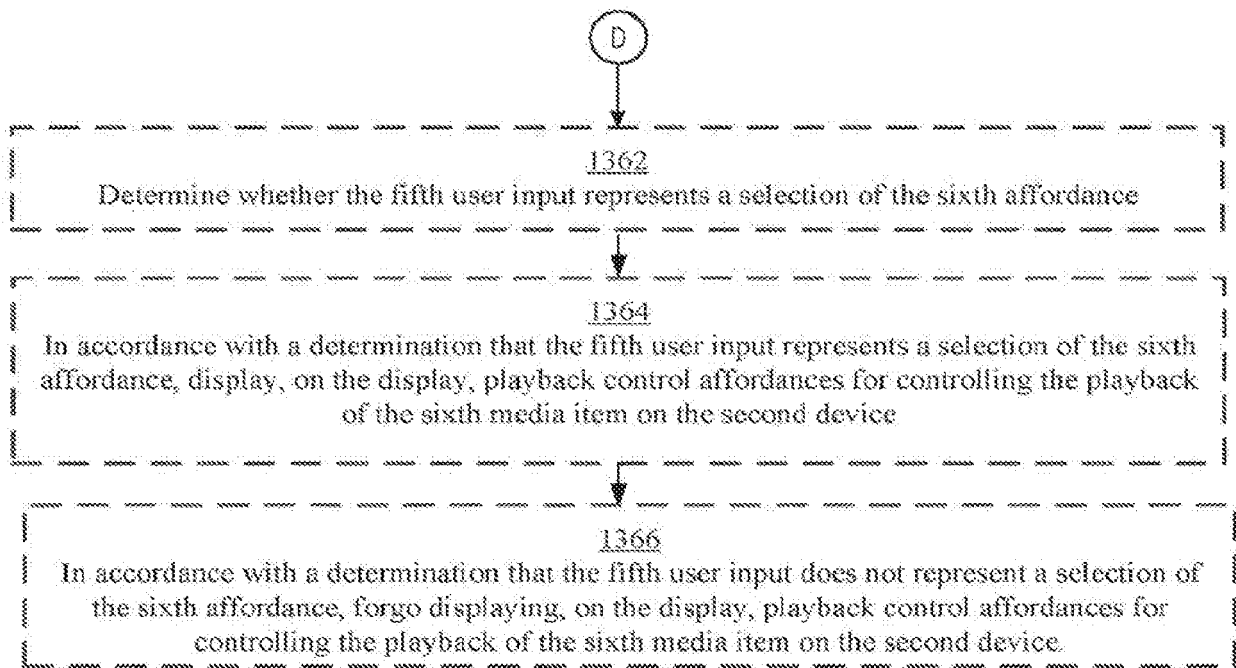 D
1362
Determine whether the fifth user input represents a selection of the sixth affordance
1364
In accordance with a determination that the fifth user input represents a selection of the sixth
affordance, display, on the display, playback control affordances for controlling the playback
of the sixth media item on the second device
1366
In accordance with a determination that the fifth user input does not represent a selection of
the sixth affordance, forgo displaying, on the display, playback control affordances for
controlling the playback of the sixth media item on the second device.